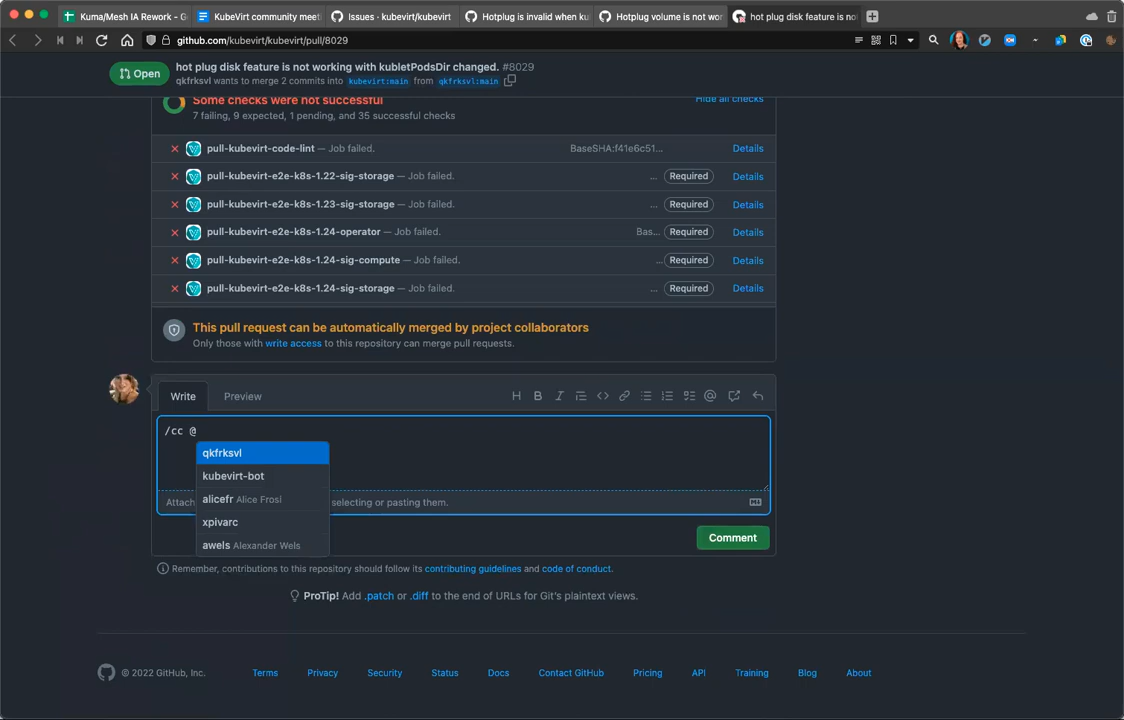 Kuma/Mesh IA Rework - G
KubeVirt community meet
Issues · kubevirt/kubevirt
Hotplug is invalid when ku
Hotplug volume is not wor
hot plug disk feature is no
github.com/kubevirt/kubevirt/pull/8029
Open
hot plug disk feature is not working with kubletPodsDir changed. #8029
qkfrksvl wants to merge 2 commits into kubevirt:main from qkfrksvl:main
Some checks were not successful
Hide all checks
7 failing, 9 expected, 1 pending, and 35 successful checks
pull-kubevirt-code-lint — Job failed. BaseSHA:f41e6c51... Details
pull-kubevirt-e2e-k8s-1.22-sig-storage — Job failed. ... Required Details
pull-kubevirt-e2e-k8s-1.23-sig-storage — Job failed. ... Required Details
pull-kubevirt-e2e-k8s-1.24-operator — Job failed. Bas... Required Details
pull-kubevirt-e2e-k8s-1.24-sig-compute — Job failed. ... Required Details
pull-kubevirt-e2e-k8s-1.24-sig-storage — Job failed. ... Required Details
This pull request can be automatically merged by project collaborators
Only those with write access to this repository can merge pull requests.
Write Preview
/cc @
qkfrksvl
kubevirt-bot
alicefr Alice Frosi
Attach selecting or pasting them.
xpivarc
awels Alexander Wels
Comment
Remember, contributions to this repository should follow its contributing guidelines and code of conduct.
ProTip! Add .patch or .diff to the end of URLs for Git's plaintext views.
© 2022 GitHub, Inc. Terms Privacy Security Status Docs Contact GitHub Pricing API Training Blog About